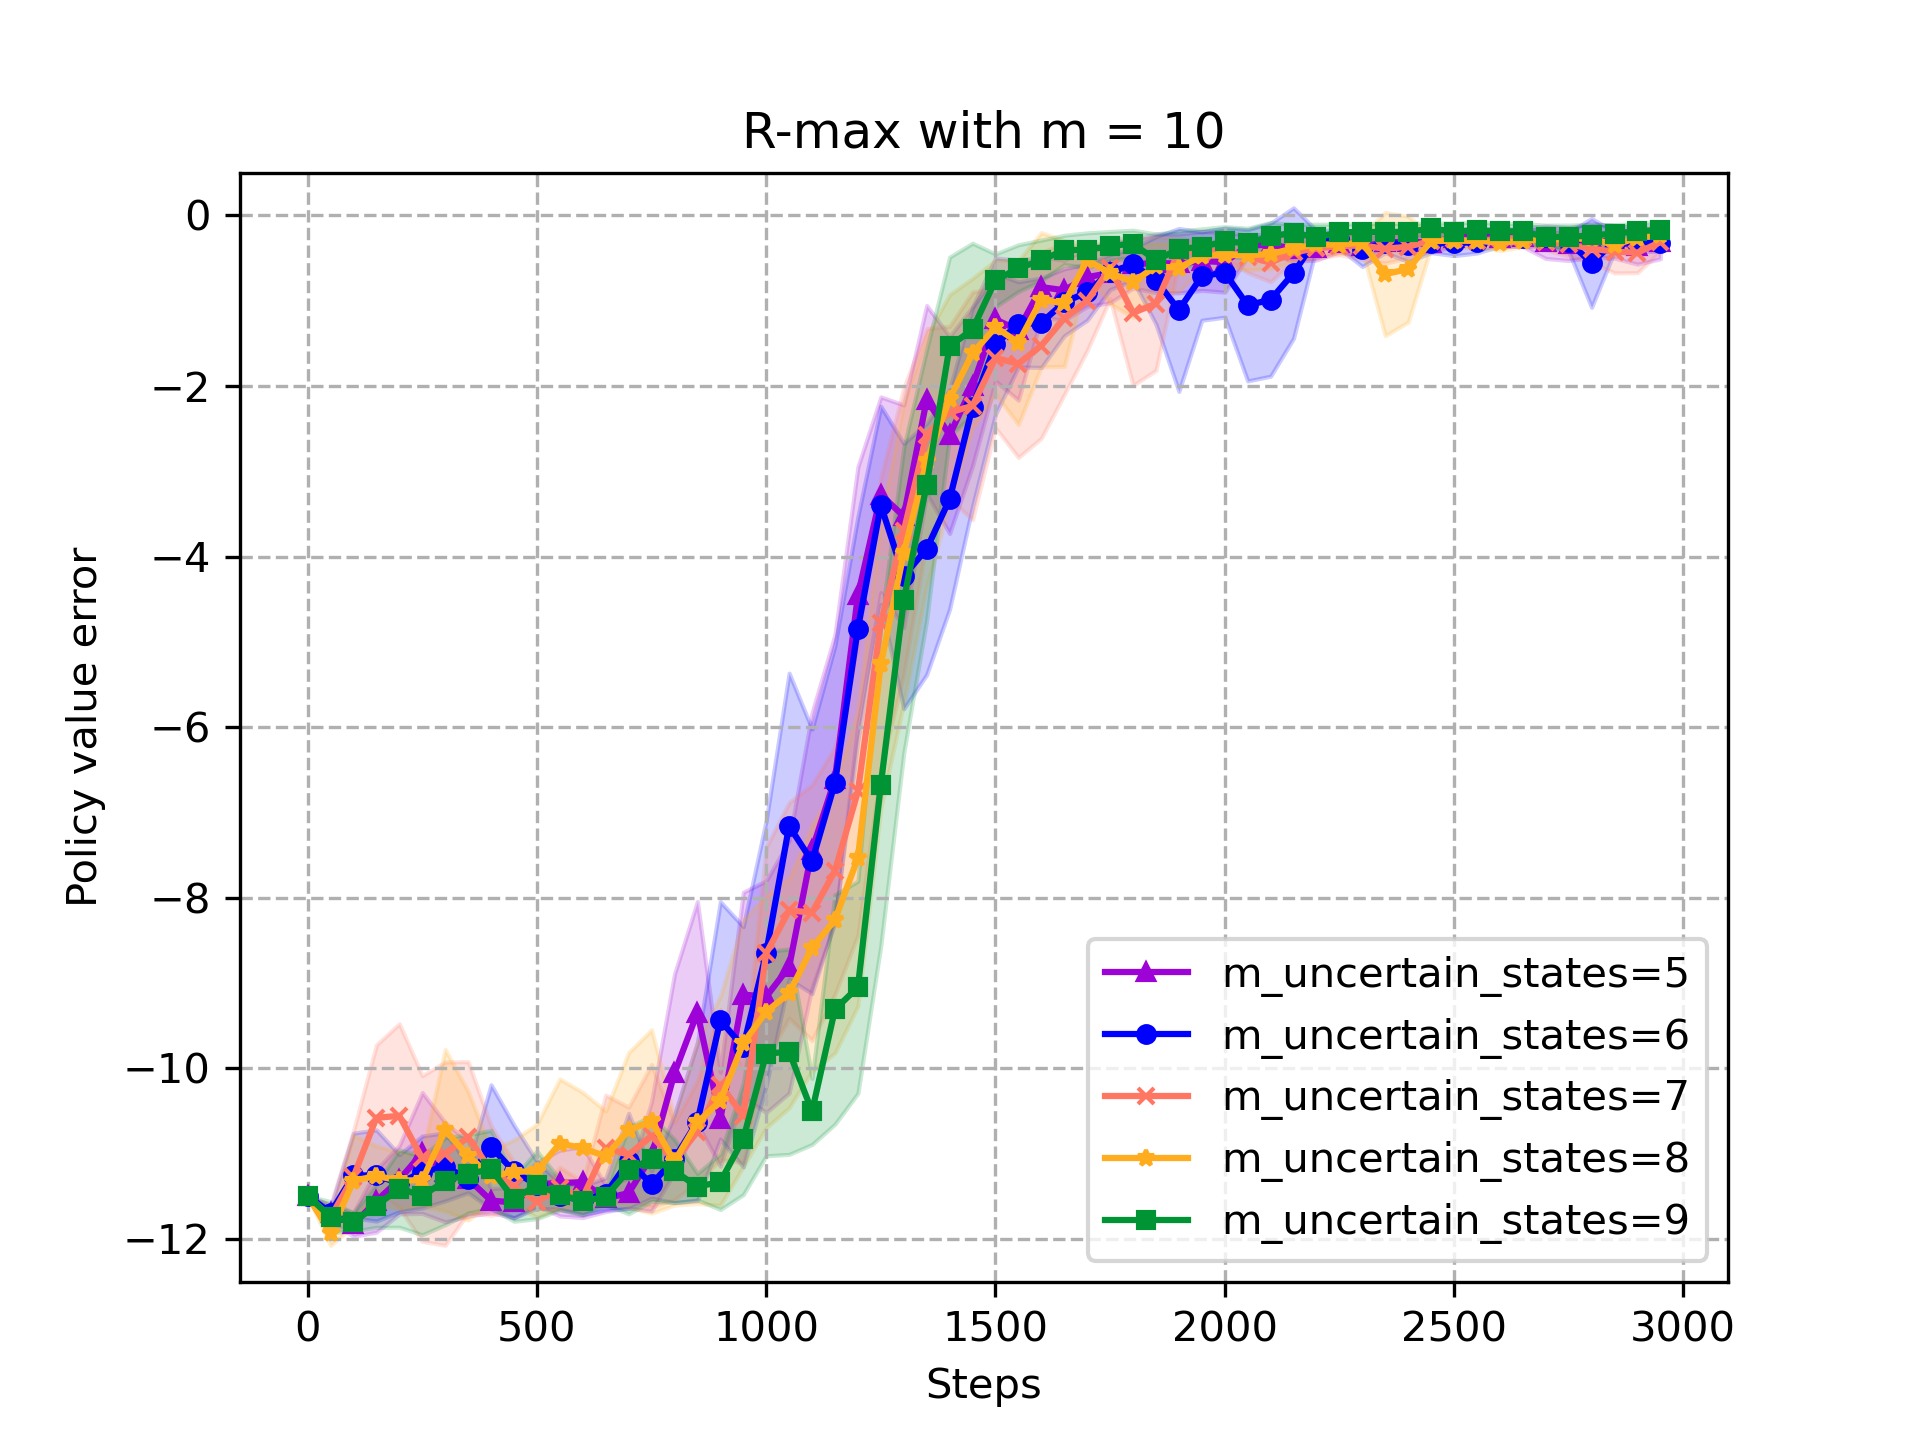 R-max with m = 10
0
−2
−4
−6
−8
−10
−12
Policy value error
0 500 1000 1500 2000 2500 3000
Steps
m_uncertain_states=5
m_uncertain_states=6
m_uncertain_states=7
m_uncertain_states=8
m_uncertain_states=9